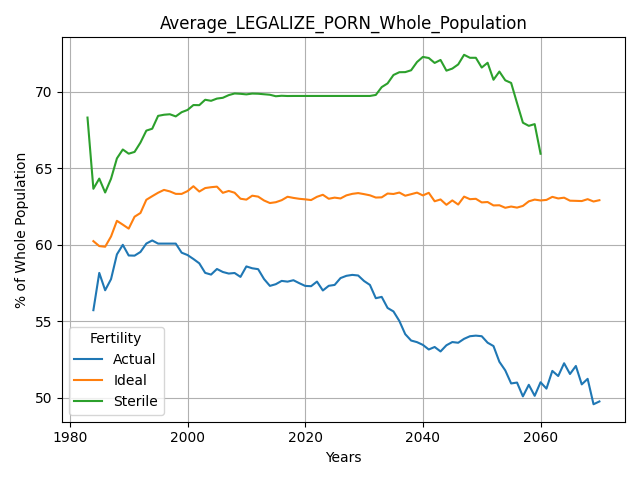 Average_LEGALIZE_PORN_Whole_Population
% of Whole Population
70
65
60
55
50
Fertility
Actual
Ideal
Sterile
1980
2000
2020
2040
2060
Years